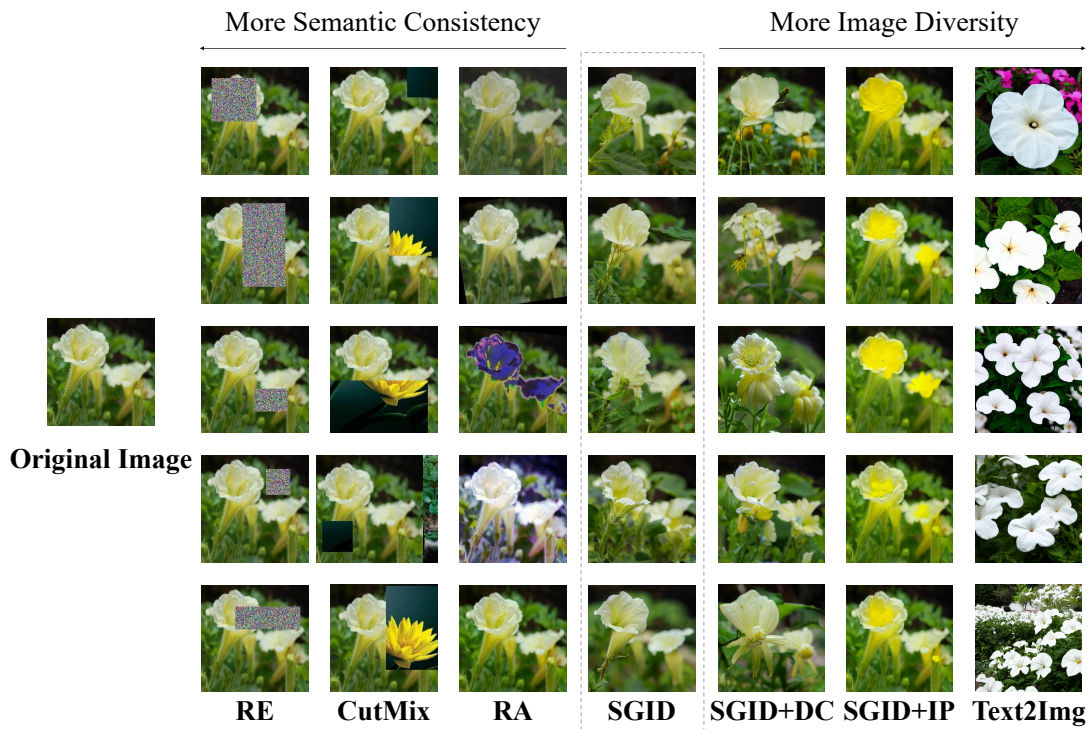 More Semantic Consistency
More Image Diversity
Original Image
RE
CutMix
RA
SGID
SGID+DC
SGID+IP
Text2Img